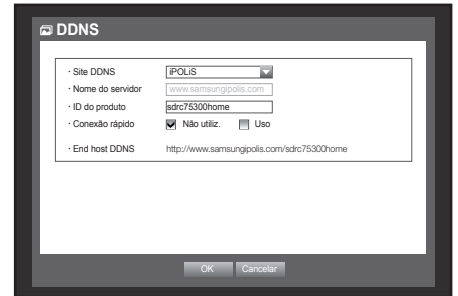 DDNS
· Site DDNS iPOLiS
· Nome do servidor www.samsungipolis.com
· ID do produto sdrc75300home
· Conexão rápido Não utiliz. Uso
· End host DDNS http://www.samsungipolis.com/sdrc75300home
OK Cancelar